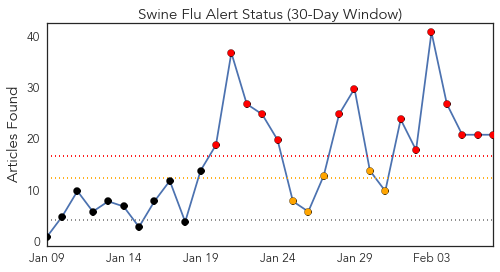 Swine Flu Alert Status (30-Day Window)
Articles Found
40
30
20
10
0
Jan 09 Jan 14 Jan 19 Jan 24 Jan 29 Feb 03